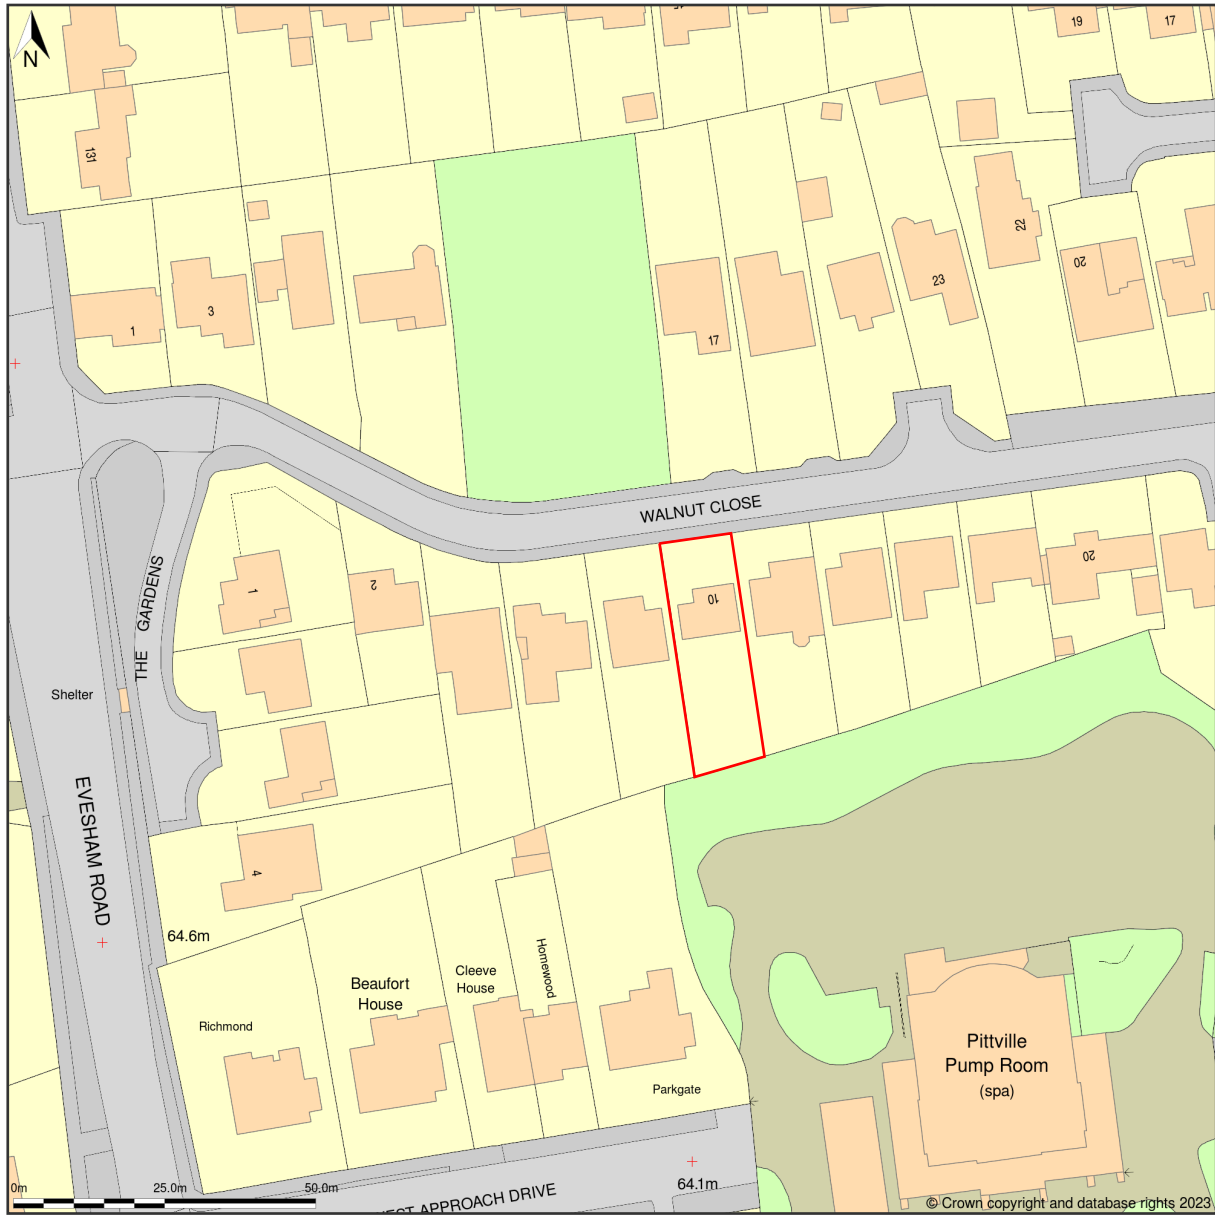 19
17
N
131
22
20
23
3
1
17
WALNUT CLOSE
THE GARDENS
1
2
10
20
Shelter
EVESHAM ROAD
4
64.6m
Homewood
Cleeve
House
Beaufort
House
Richmond
Pittville
Pump Room
(spa)
Parkgate
64.1m
0m
25.0m
50.0m
APPROACH DRIVE
© Crown copyright and database rights 2023